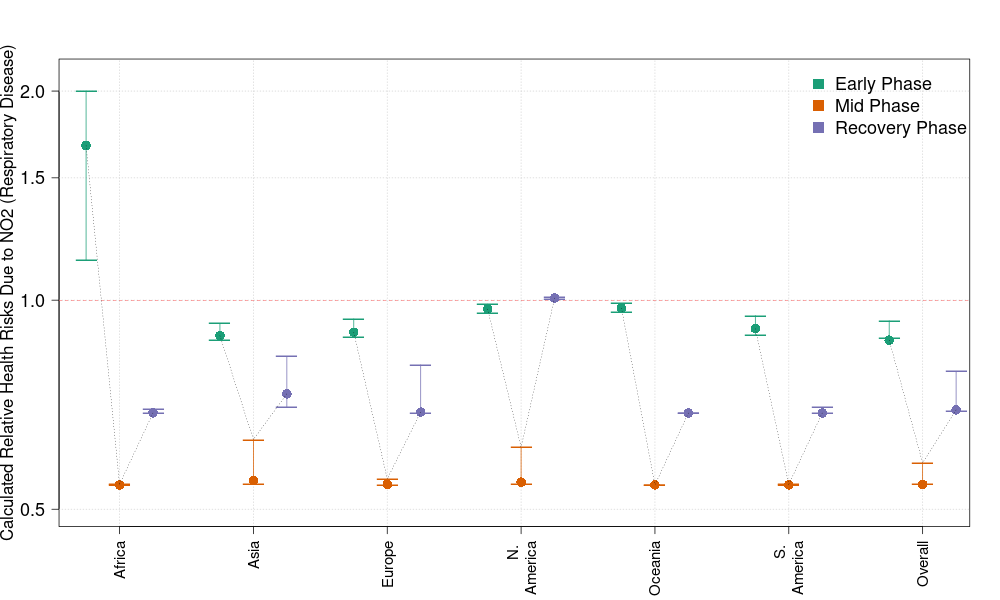 Calculated Relative Health Risks Due to NO2 (Respiratory Disease)
2.0
1.5
1.0
0.5
Early Phase
Mid Phase
Recovery Phase
Africa
Asia
Europe
N.
America
Oceania
S.
America
Overall